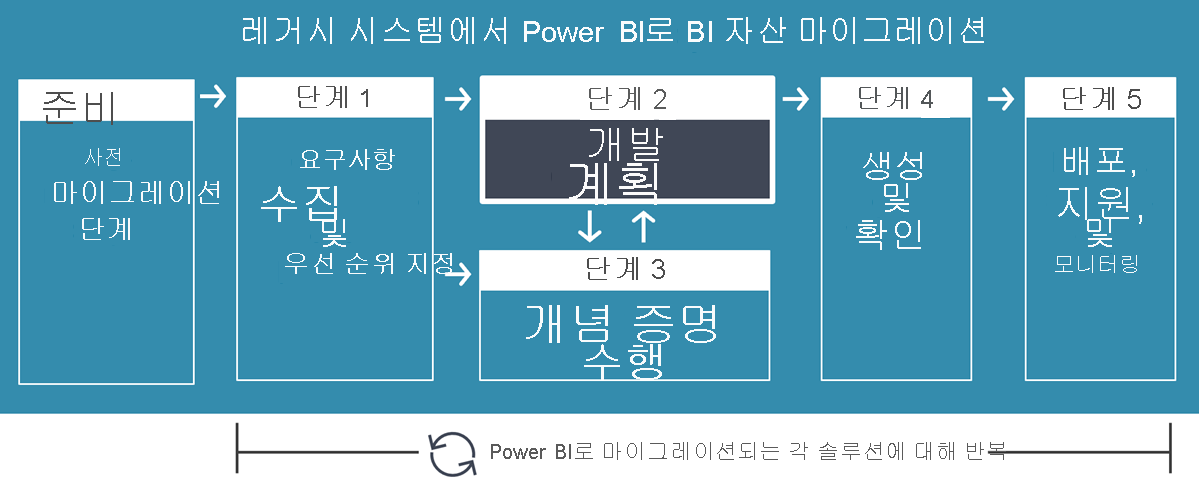 레거시 시스템에서 Power BI로 BI 자산 마이그레이션
준비
사전
마이그레이션
단계
단계 1
요구사항
수집
및
우선 순위 지정
단계 2
개발
계획
단계 3
개념 증명
수행
단계 4
생성
및
확인
단계 5
배포,
지원,
및
모니터링
Power BI로 마이그레이션되는 각 솔루션에 대해 반복